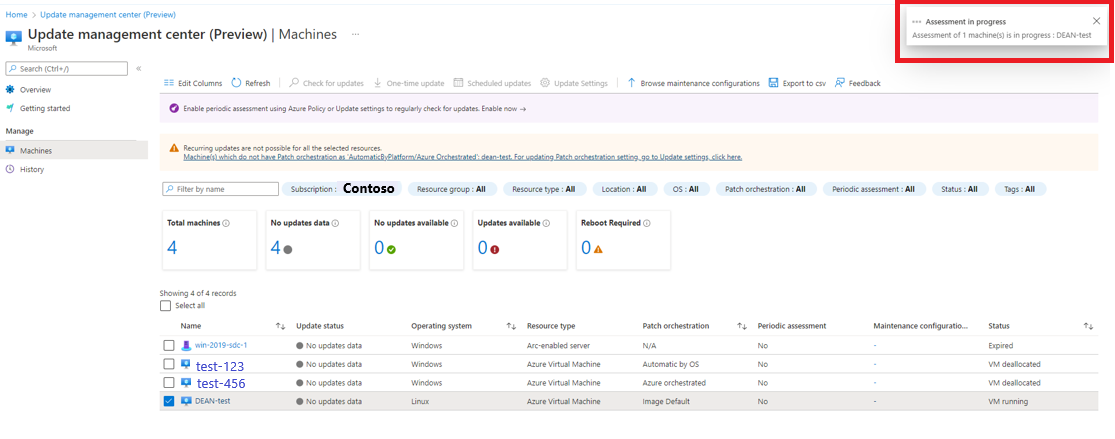 Home > Update management center (Preview)
Update management center (Preview) | Machines ...
Microsoft
Assessment in progress
Assessment of 1 machine(s) is in progress : DEAN-test
Search (Ctrl+/)
«
Overview
Getting started
Manage
Machines
History
Edit Columns Refresh Check for updates One-time update Scheduled updates Update Settings Browse maintenance configurations Export to csv Feedback
Enable periodic assessment using Azure Policy or Update settings to regularly check for updates. Enable now →
Recurring updates are not possible for all the selected resources.
Machine(s) which do not have Patch orchestration as 'AutomaticByPlatform/Azure Orchestrated': dean-test. For updating Patch orchestration setting, go to Update settings, click here.
Filter by name Subscription : Contoso Resource group : All Resource type : All Location : All OS : All Patch orchestration : All Periodic assessment : All Status : All Tags : All
Total machines No updates data No updates available Updates available Reboot Required
4 4 0 0 0
Showing 4 of 4 records
Select all
Name Update status Operating system Resource type Patch orchestration Periodic assessment Maintenance configuratio... Status
win-2019-sdc-1 No updates data Windows Arc-enabled server N/A No - Expired
test-123 No updates data Windows Azure Virtual Machine Automatic by OS No - VM deallocated
test-456 No updates data Windows Azure Virtual Machine Azure orchestrated No - VM deallocated
DEAN-test No updates data Linux Azure Virtual Machine Image Default No - VM running